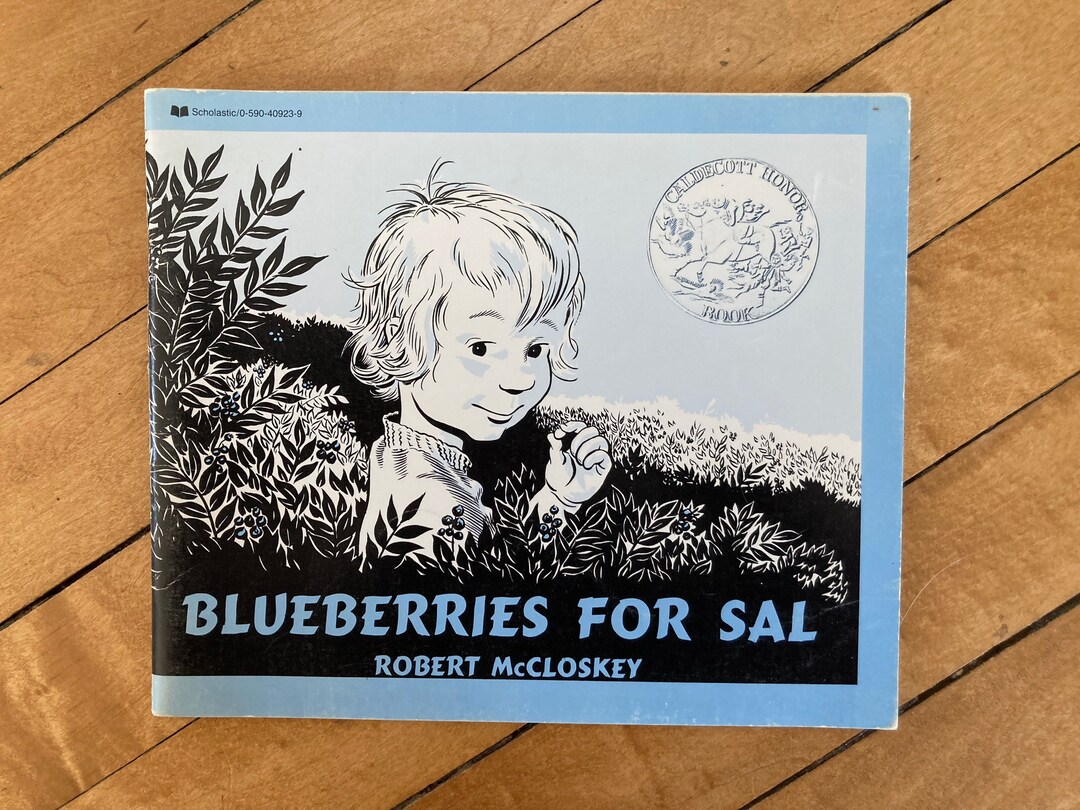 Scholastic/0-590-40923-9
CALDECOTT HONOR
BOOK
BLUEBERRIES FOR SAL
ROBERT McCLOSKEY